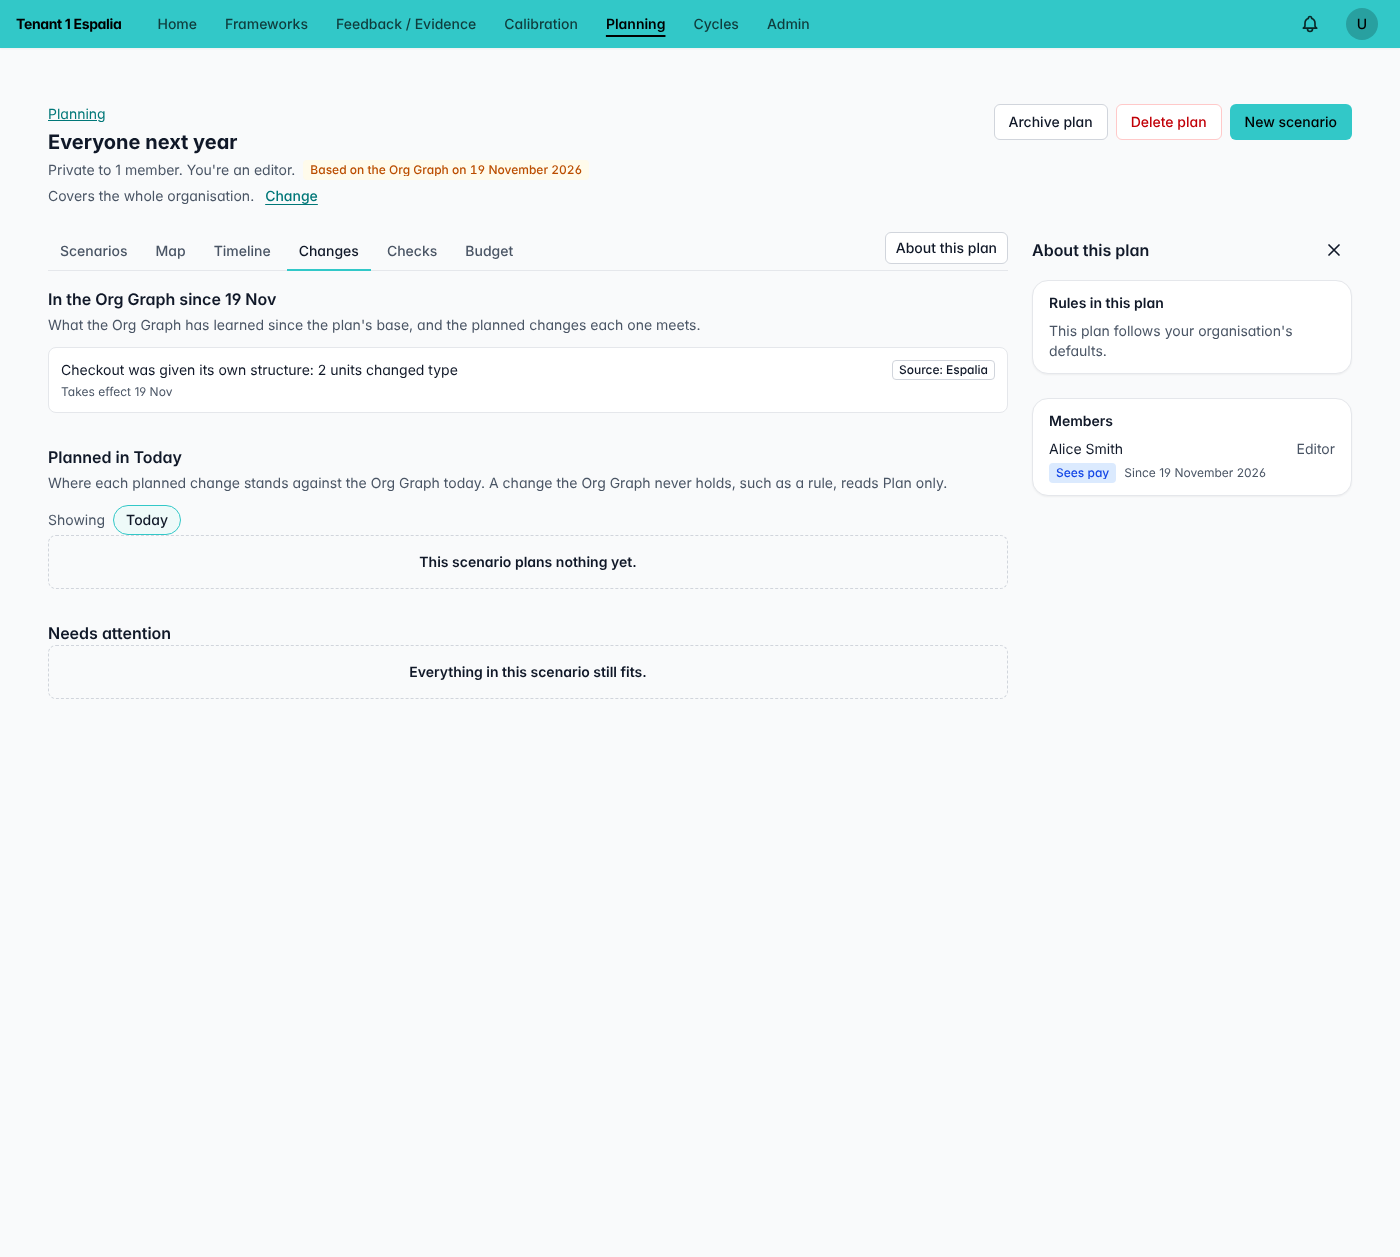 Tenant 1 Espalia
Home
Frameworks
Feedback / Evidence
Calibration
Planning
Cycles
Admin
U
Planning
Everyone next year
Private to 1 member. You're an editor.
Based on the Org Graph on 19 November 2026
Covers the whole organisation.
Change
Archive plan
Delete plan
New scenario
Scenarios
Map
Timeline
Changes
Checks
Budget
About this plan
In the Org Graph since 19 Nov
What the Org Graph has learned since the plan's base, and the planned changes each one meets.
Checkout was given its own structure: 2 units changed type
Source: Espalia
Takes effect 19 Nov
Planned in Today
Where each planned change stands against the Org Graph today. A change the Org Graph never holds, such as a rule, reads Plan only.
Showing
Today
This scenario plans nothing yet.
Needs attention
Everything in this scenario still fits.
About this plan
Rules in this plan
This plan follows your organisation's
defaults.
Members
Alice Smith
Editor
Sees pay
Since 19 November 2026